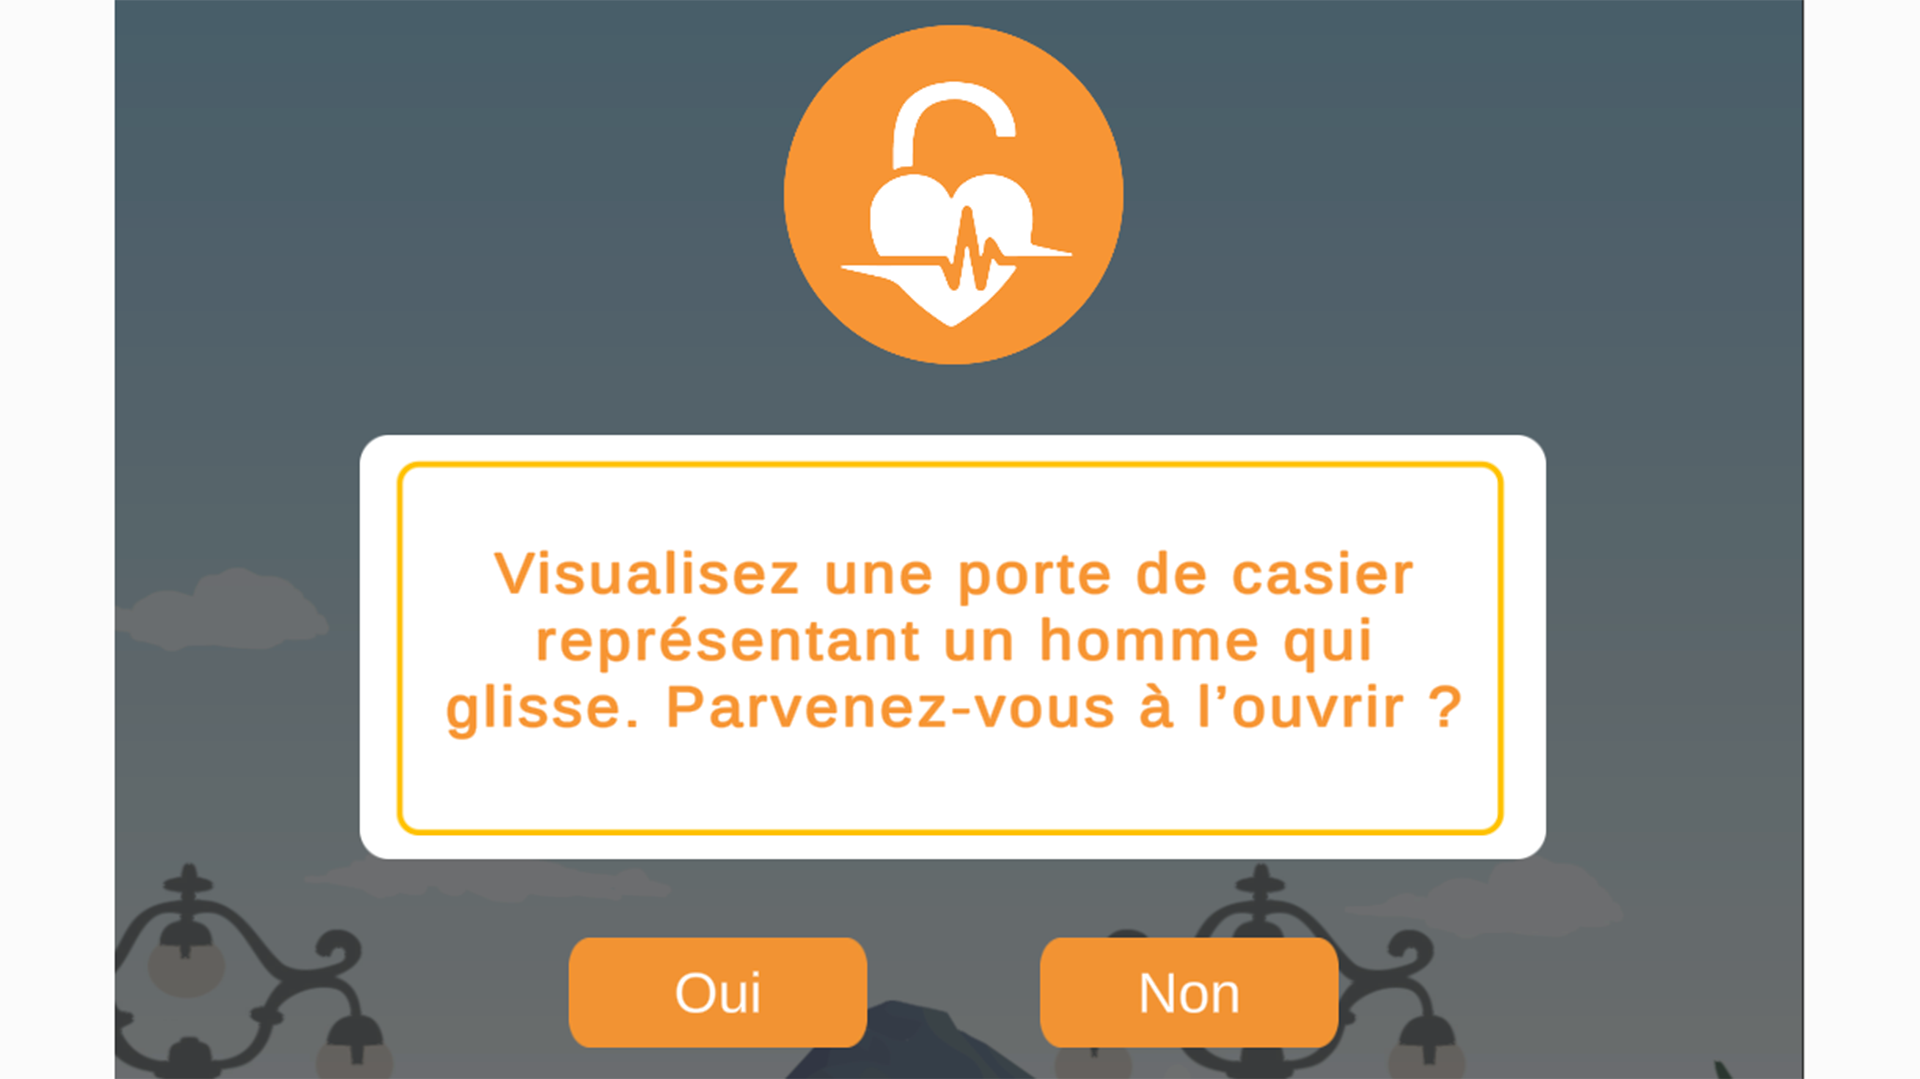 Visualisez une porte de casier
représentant un homme qui
glisse. Parvenez-vous à l’ouvrir ?
Oui
Non